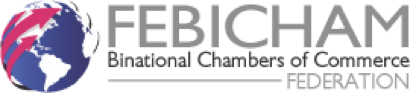 FEBICHAM
Binational Chambers of Commerce
FEDERATION